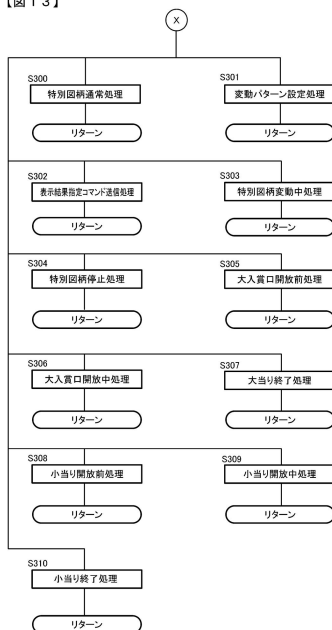 【図13】
X
S300
特別図柄通常処理
リターン
S301
変動パターン設定処理
リターン
S302
表示結果指定コマンド送信処理
リターン
S303
特別図柄変動中処理
リターン
S304
特別図柄停止処理
リターン
S305
大入賞口開放前処理
リターン
S306
大入賞口開放中処理
リターン
S307
大当り終了処理
リターン
S308
小当り開放前処理
リターン
S309
小当り開放中処理
リターン
S310
小当り終了処理
リターン